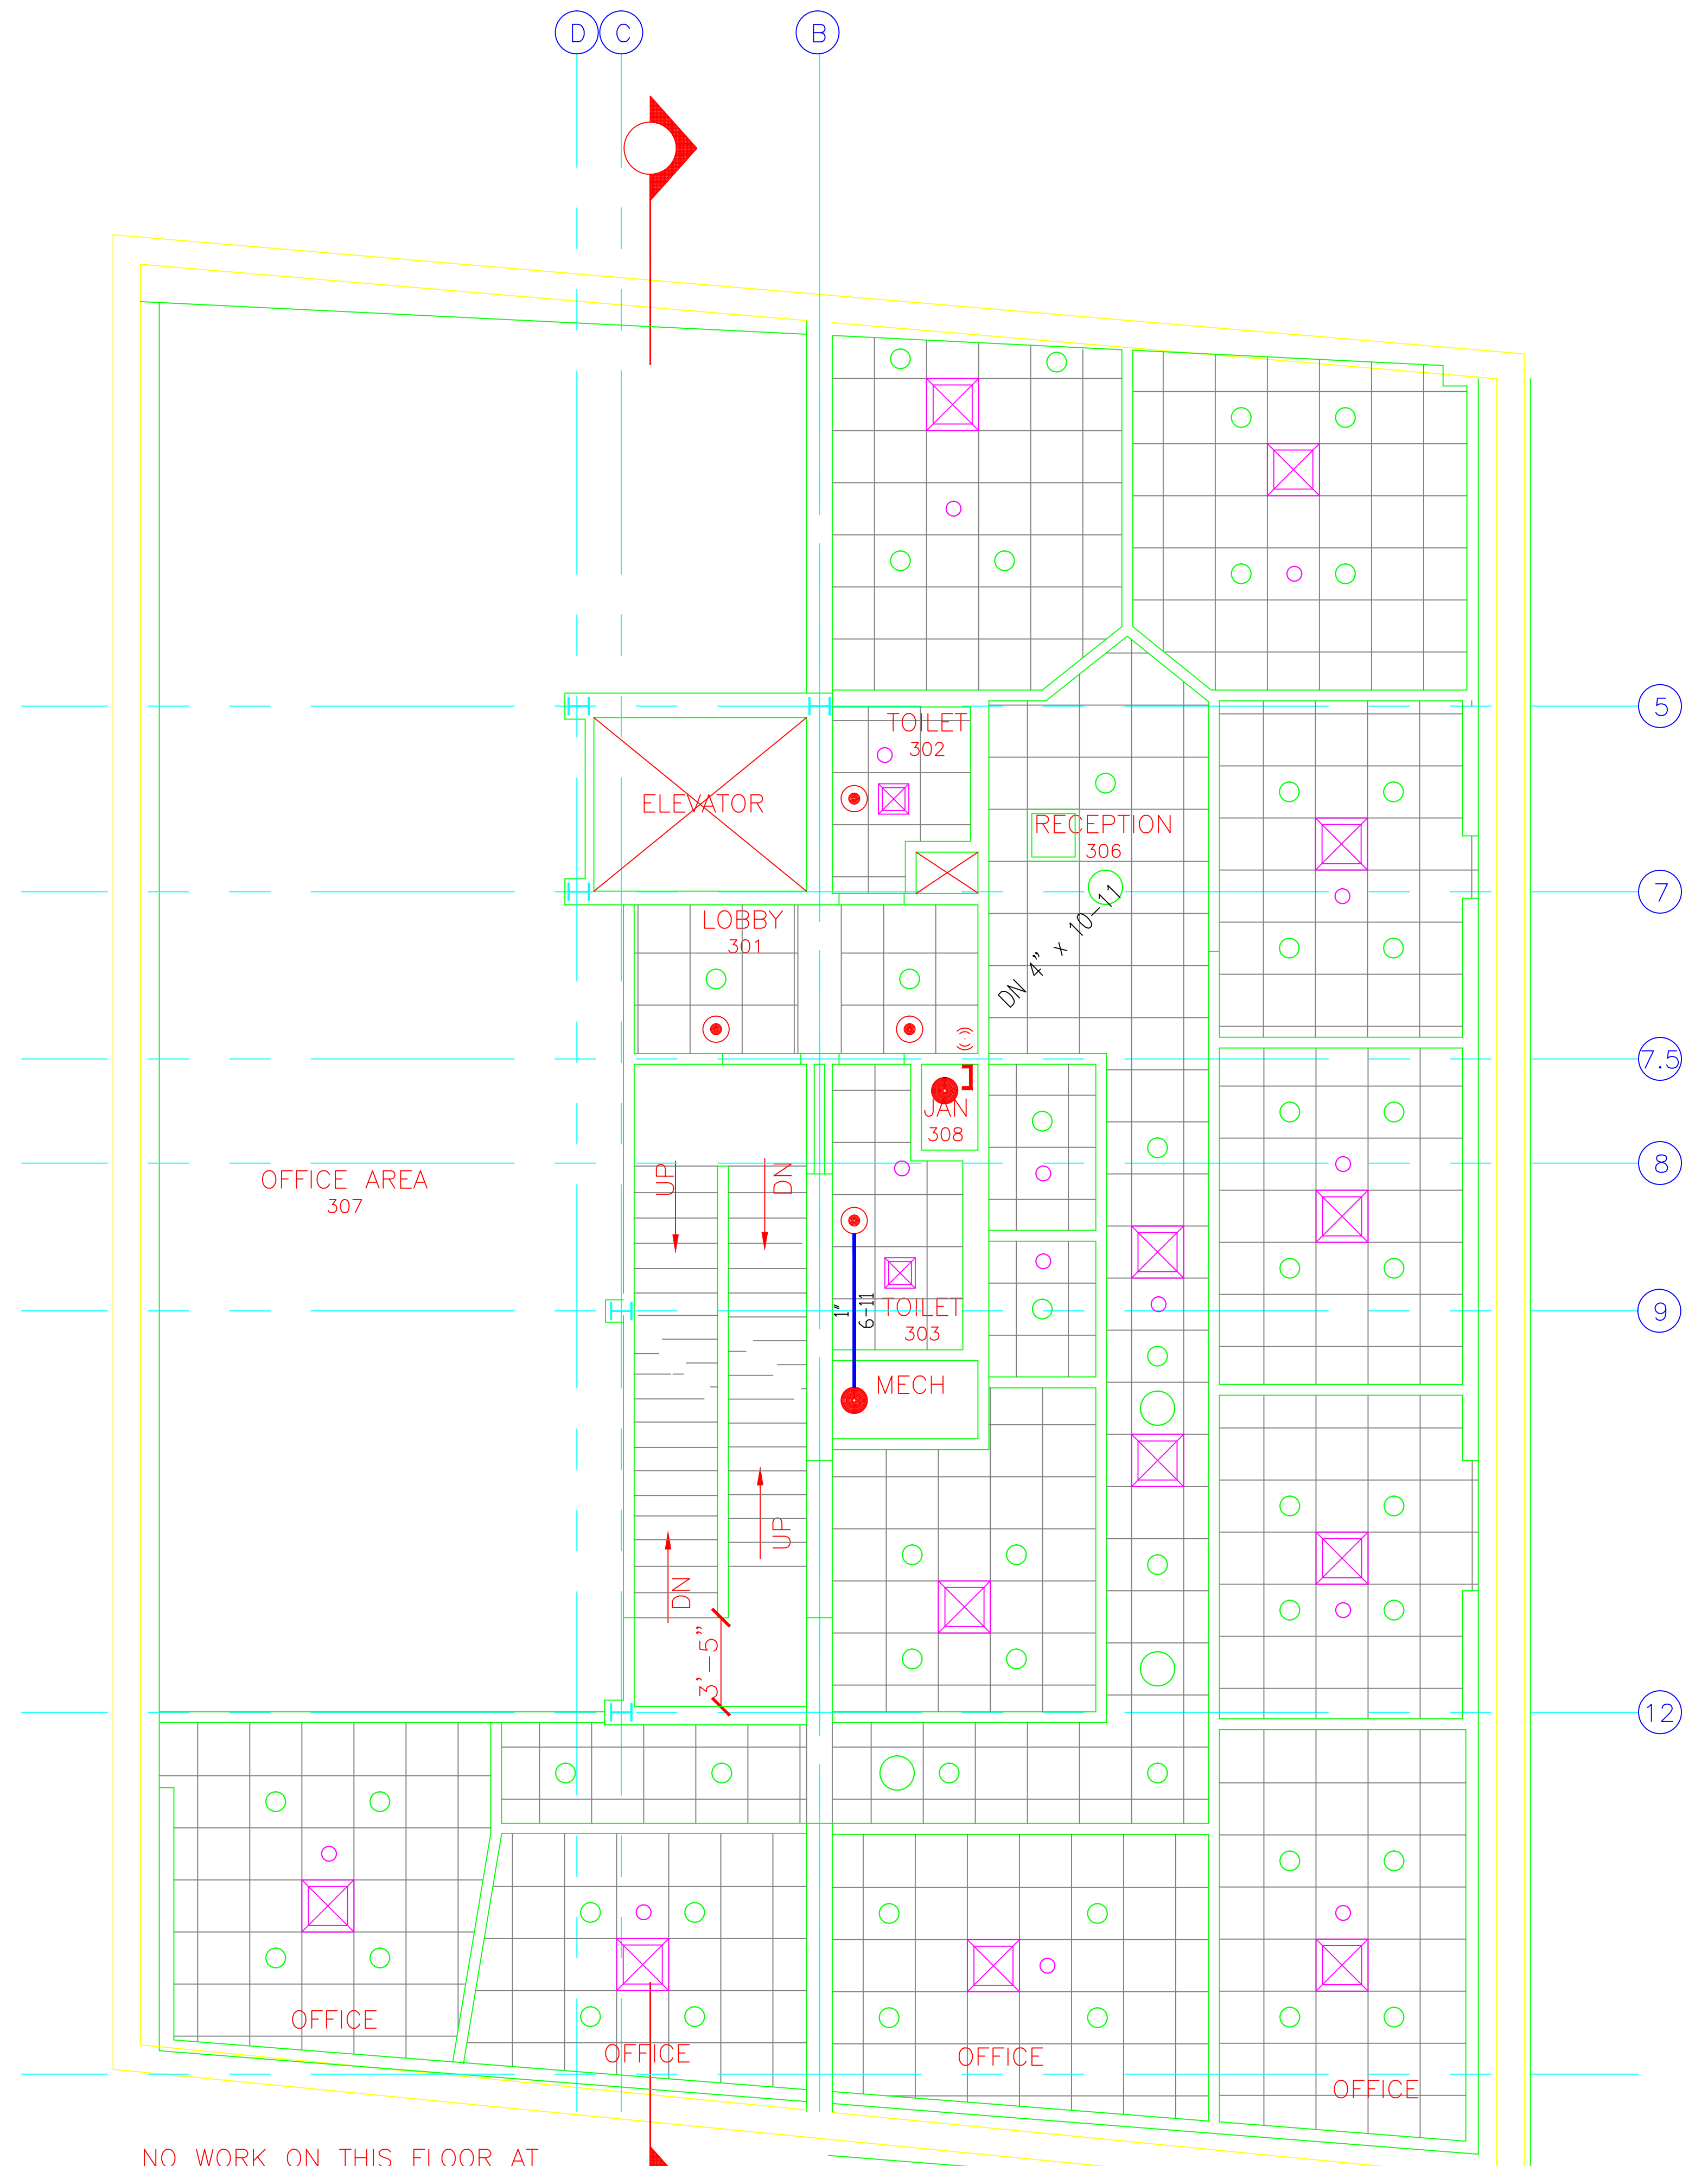 D
C
B
5
TOILET
302
ELEVATOR
RECEPTION
306
7
LOBBY
301
DN 4" x 10-11
7.5
JAN
308
8
UP
DN
OFFICE AREA
307
1"
6-11
9
TOILET
303
MECH
UP
DN
3'-5"
12
OFFICE
OFFICE
OFFICE
OFFICE
NO WORK ON THIS FLOOR AT